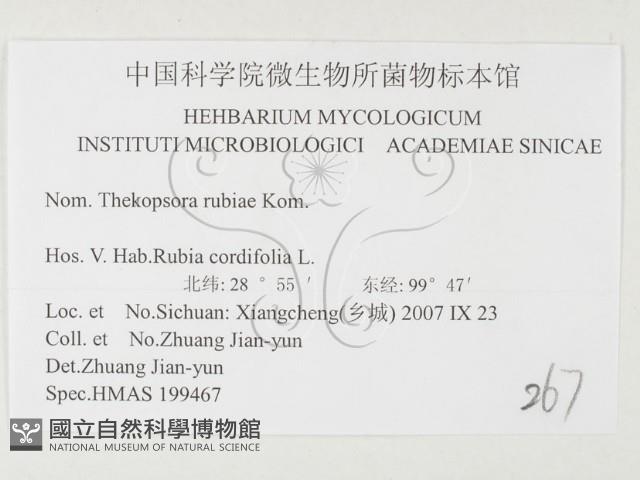 中国科学院微生物所菌物标本馆
HEHBARIUM MYCOLOGICUM
INSTITUTI MICROBIOLOGICI ACADEMIAE SINICAE
Nom. Thekopsora rubiae Kom.
Hos. V. Hab.Rubia cordifolia L.
北纬: 28 ° 55 ′ 东经: 99° 47′
Loc. et No.Sichuan: Xiangcheng(乡城) 2007 IX 23
Coll. et No.Zhuang Jian-yun
Det.Zhuang Jian-yun
Spec.HMAS 199467
267
國立自然科學博物館
NATIONAL MUSEUM OF NATURAL SCIENCE